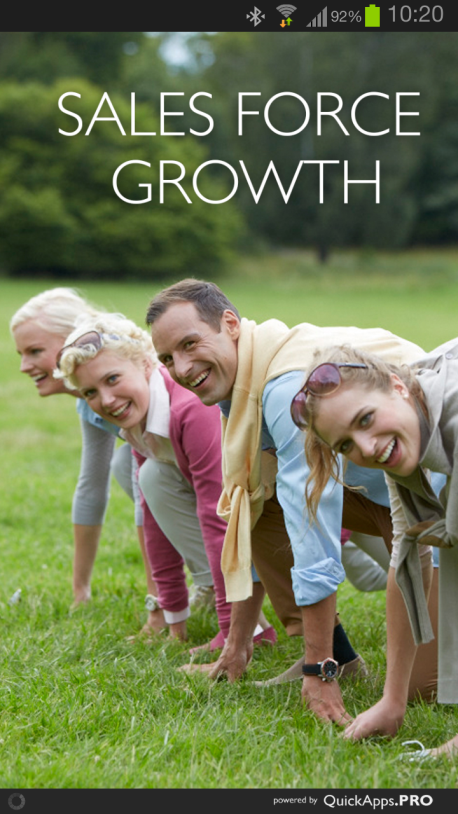 92% 10:20
SALES FORCE
GROWTH
powered by QuickApps.PRO